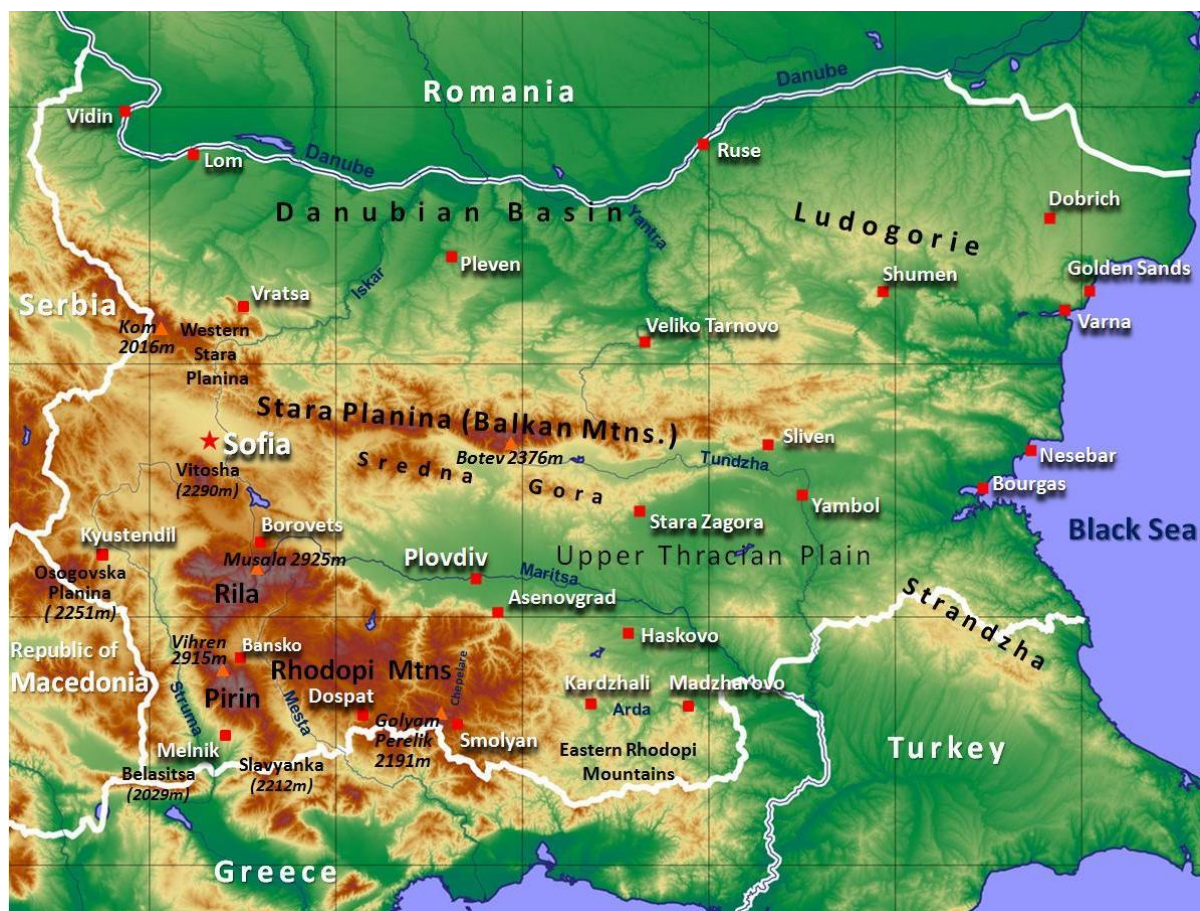 Romania
Danube
Vidin
Lom
Danube
Ruse
Danubian Basin
Yantra
Ludogorie
Dobrich
Pleven
Iskar
Shumen
Golden Sands
Varna
Serbia
Vratsa
Kom
2016m
Western
Stara
Planina
Veliko Tarnovo
Stara Planina (Balkan Mtns.)
Sofia
Vitosha
(2290m)
Sredna Gora
Botev 2376m
Sliven
Tundzha
Nesebar
Bourgas
Yambol
Black Sea
Kyustendil
Borovets
Stara Zagora
Musala 2925m
Plovdiv
Upper Thracian Plain
Osogovska
Planina
( 2251m)
Rila
Maritsa
Asenovgrad
Strandzha
Haskovo
Republic of
Macedonia
Vihren
2915m
Bansko
Rhodopi Mtns
Chepelare
Pirin
Struma
Mesta
Dospat
Kardzhali
Madzharovo
Arda
Golyam
Perelik
2191m
Smolyan
Melnik
Eastern Rhodopi
Mountains
Turkey
Belasitsa
(2029m)
Slavyanka
(2212m)
Greece